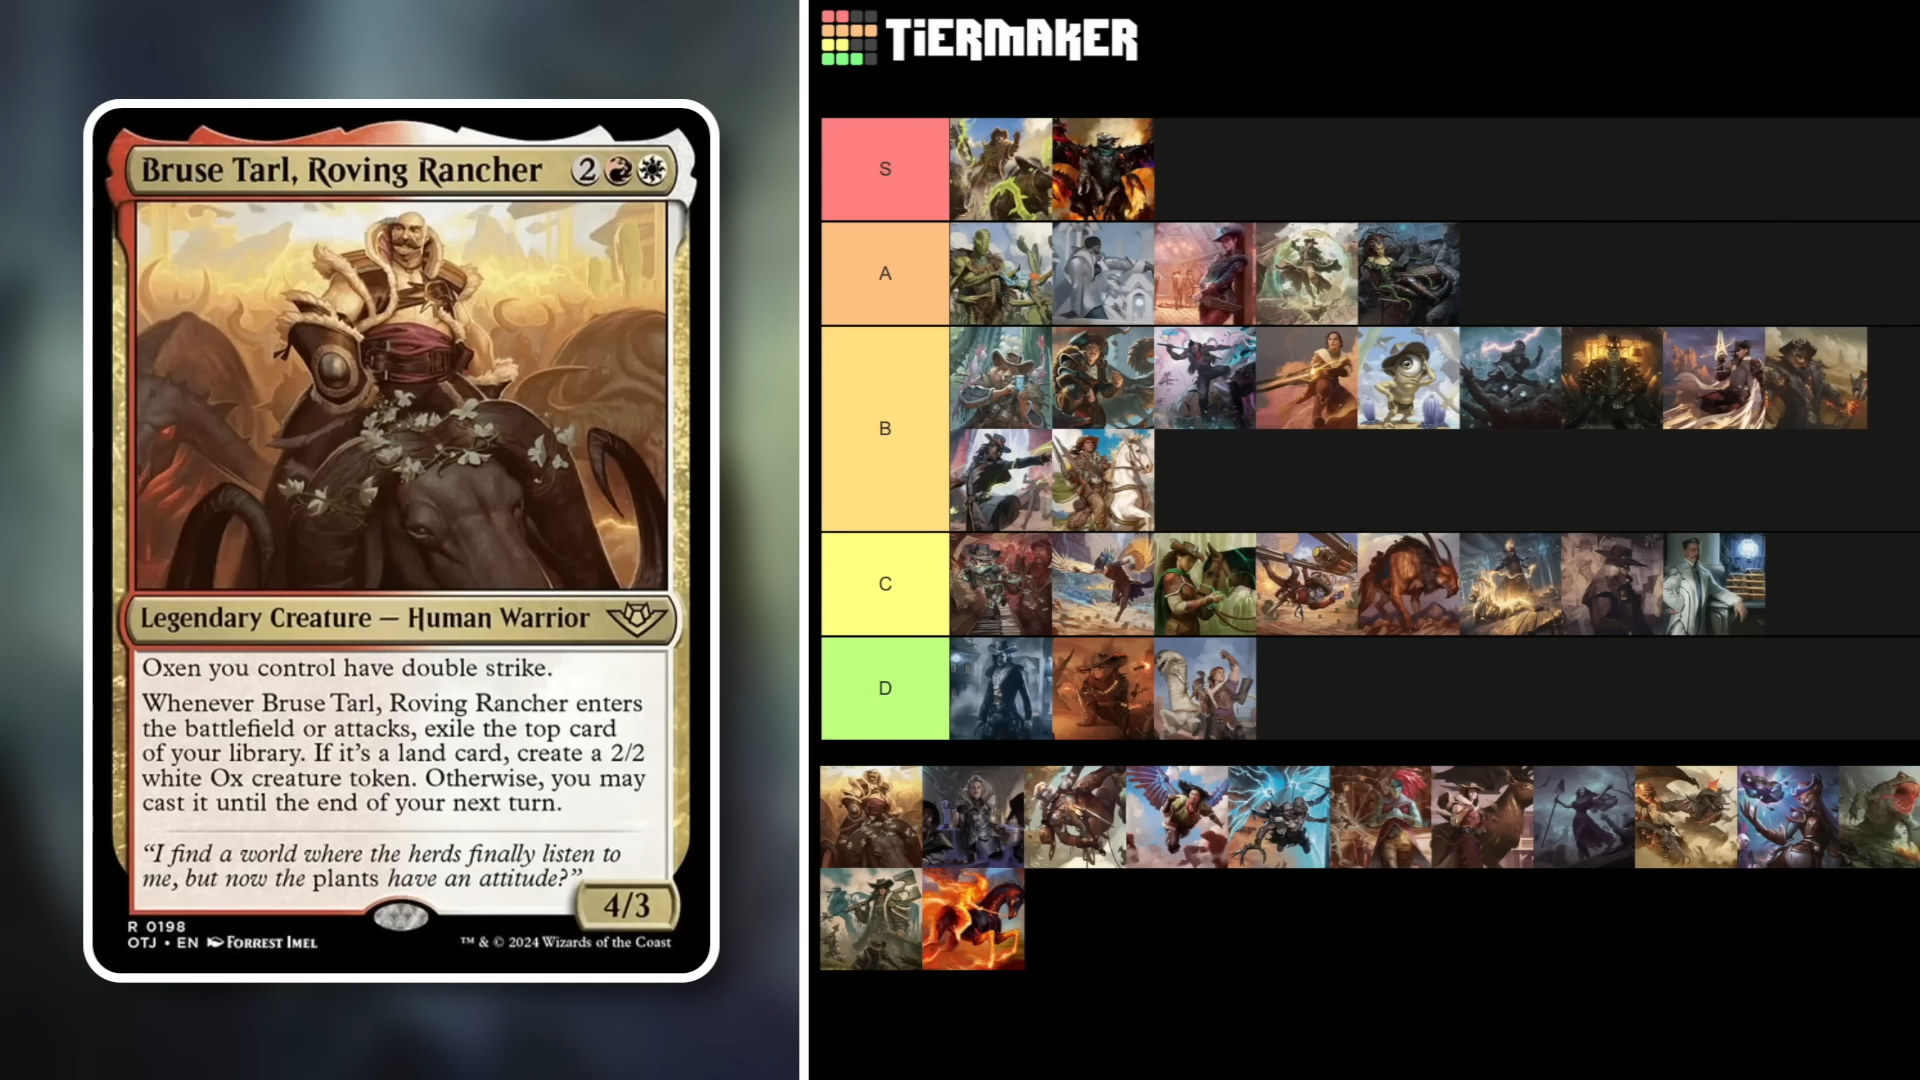 Bruse Tarl, Roving Rancher 2
Legendary Creature — Human Warrior
Oxen you control have double strike.
Whenever Bruse Tarl, Roving Rancher enters
the battlefield or attacks, exile the top card
of your library. If it's a land card, create a 2/2
white Ox creature token. Otherwise, you may
cast it until the end of your next turn.
“I find a world where the herds finally listen to
me, but now the plants have an attitude?”
4/3
R 0198
OTJ • EN FORREST IMEL
™ & © 2024 Wizards of the Coast
TiERMAKER
S
A
B
C
D